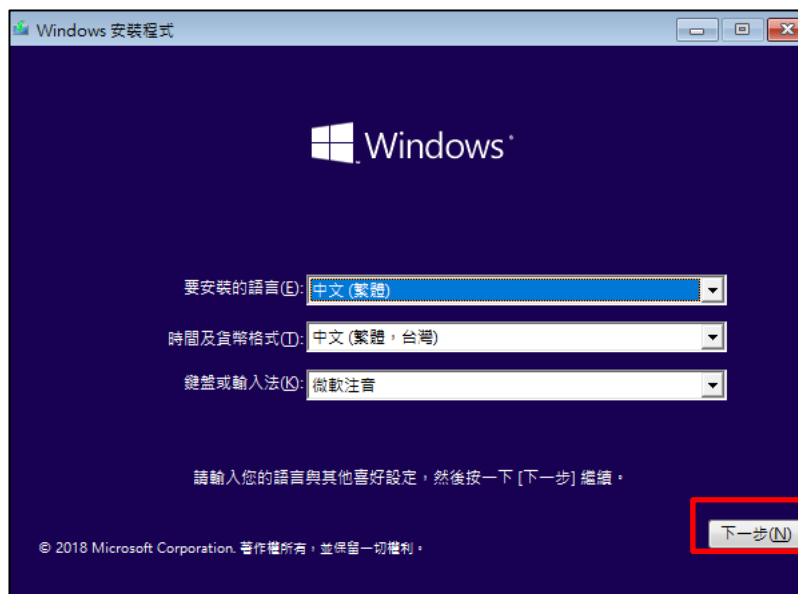 Windows 安裝程式
Windows
要安裝的語言(E): 中文 (繁體)
時間及貨幣格式(T): 中文 (繁體，台灣)
鍵盤或輸入法(K): 微軟注音
請輸入您的語言與其他喜好設定，然後按一下 [下一步] 繼續。
下一步(N)
© 2018 Microsoft Corporation. 著作權所有，並保留一切權利。